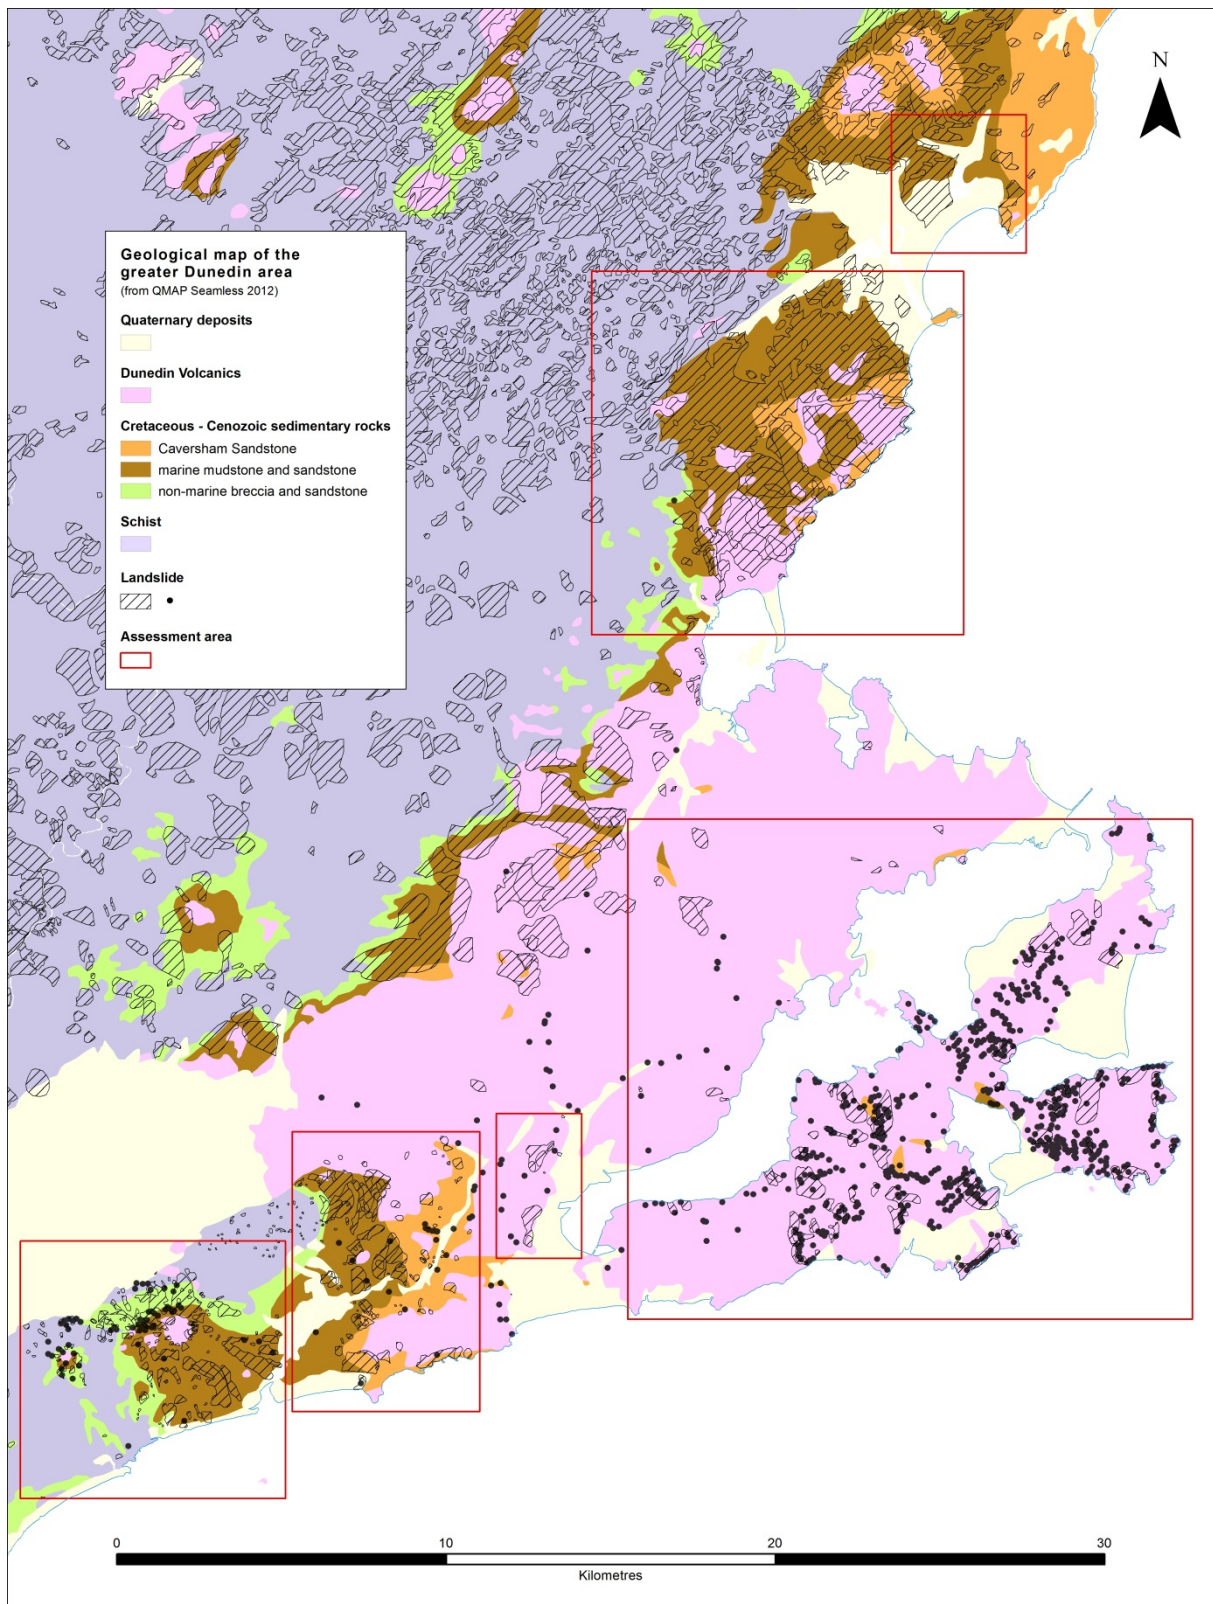 N
Geological map of the
greater Dunedin area
(from QMAP Seamless 2012)
Quaternary deposits
Dunedin Volcanics
Cretaceous - Cenozoic sedimentary rocks
Caversham Sandstone
marine mudstone and sandstone
non-marine breccia and sandstone
Schist
Landslide
Assessment area
0 10 20 30
Kilometres